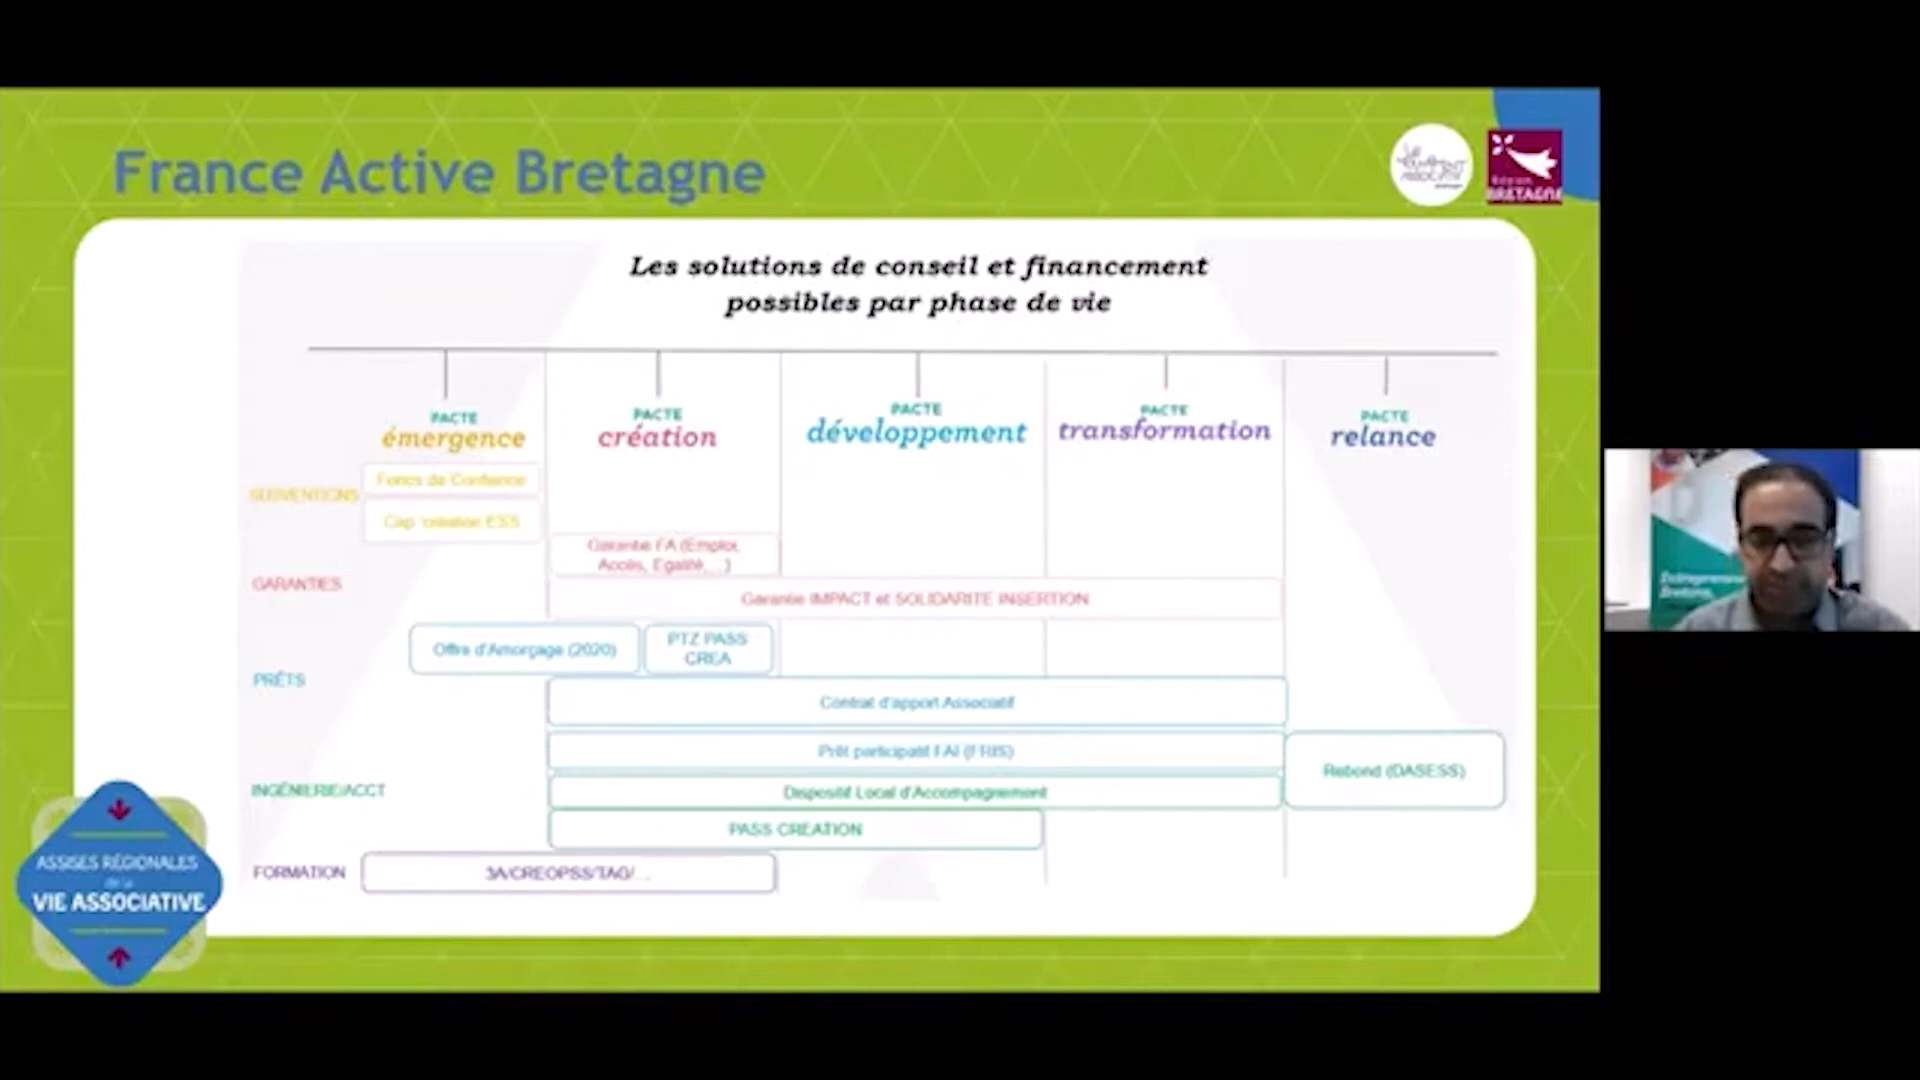 France Active Bretagne
BRETAGNE
Les solutions de conseil et financement
possibles par phase de vie
PACTE
émergence
PACTE
création
PACTE
développement
PACTE
transformation
PACTE
relance
SUBVENTIONS
Fonds de Confiance
Cap création ESS
GARANTIES
Garantie FA (Emploi,
Accès, Egalité, ...)
Garantie IMPACT et SOLIDARITE INSERTION
PRÊTS
Offre d'Amorçage (2020)
PTZ PASS
CREA
Contrat d'apport Associatif
Prêt participatif FAI (FRIS)
INGÉNIERIE/ACCT
Dispositif Local d'Accompagnement
Rebond (DASESS)
PASS CREATION
FORMATION
3A/CREOPSS/TAG/...
ASSISES RÉGIONALES
de la
VIE ASSOCIATIVE